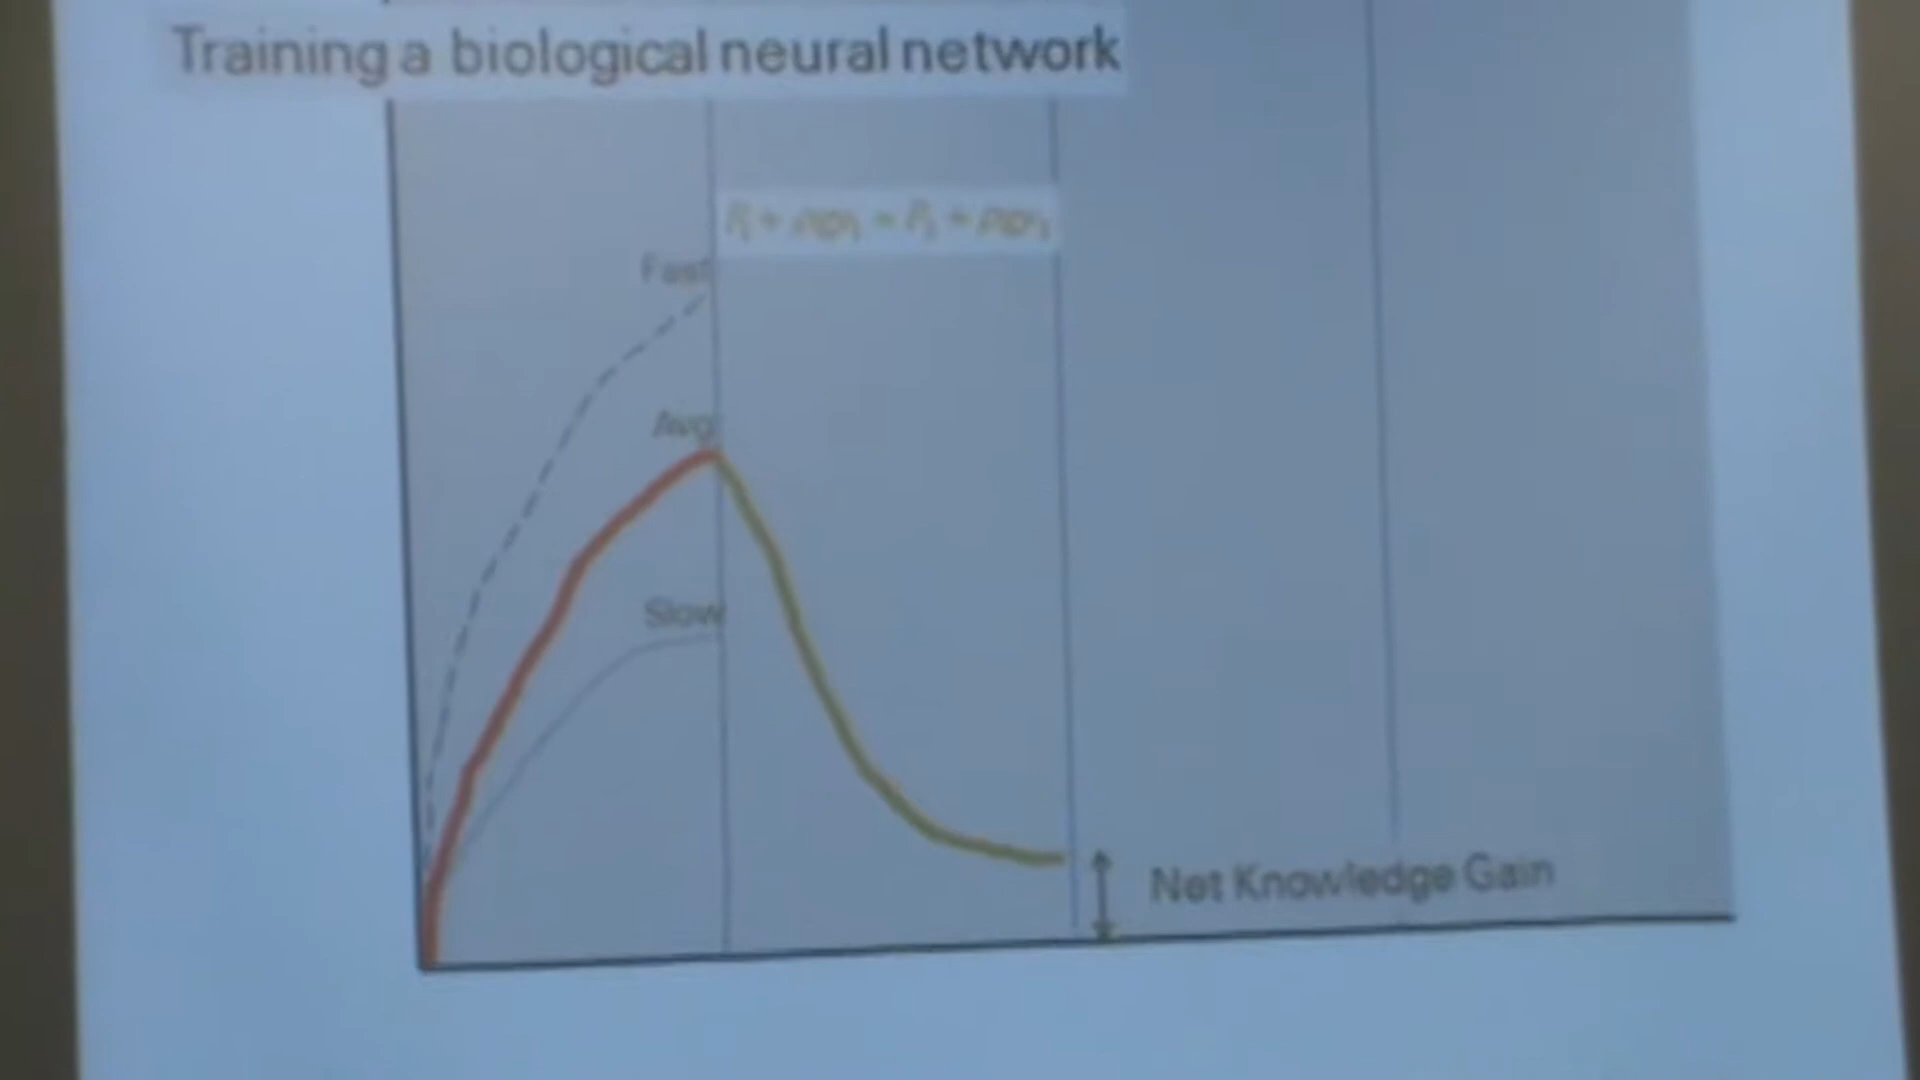 Training a biological neural network
Fast
Avg
Slow
Net Knowledge Gain